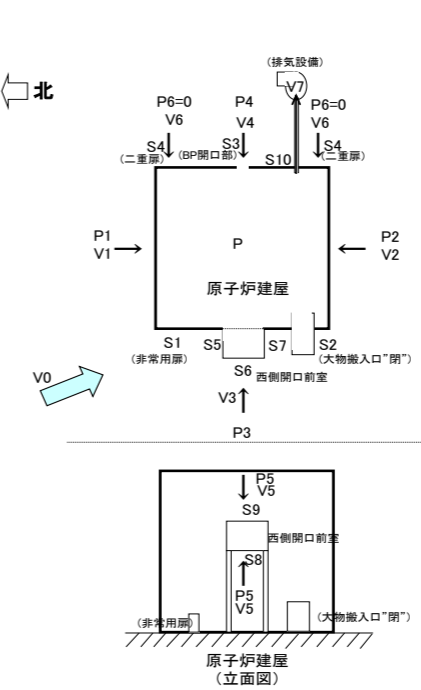 (排気設備)
北
V7
P6=0
P4
P6=0
V6
V4
V6
S4
S3
S4
(二重扉)
(BP開口部)
S10
(二重扉)
P1
V1
P
P2
V2
原子炉建屋
S1
S5
S7
S2
(非常用扉)
(大物搬入口"閉")
S6
西側開口前室
V0
V3
P3
P5
V5
S9
西側開口前室
S8
P5
V5
(非常用扉)
(大物搬入口"閉")
原子炉建屋
(立面図)